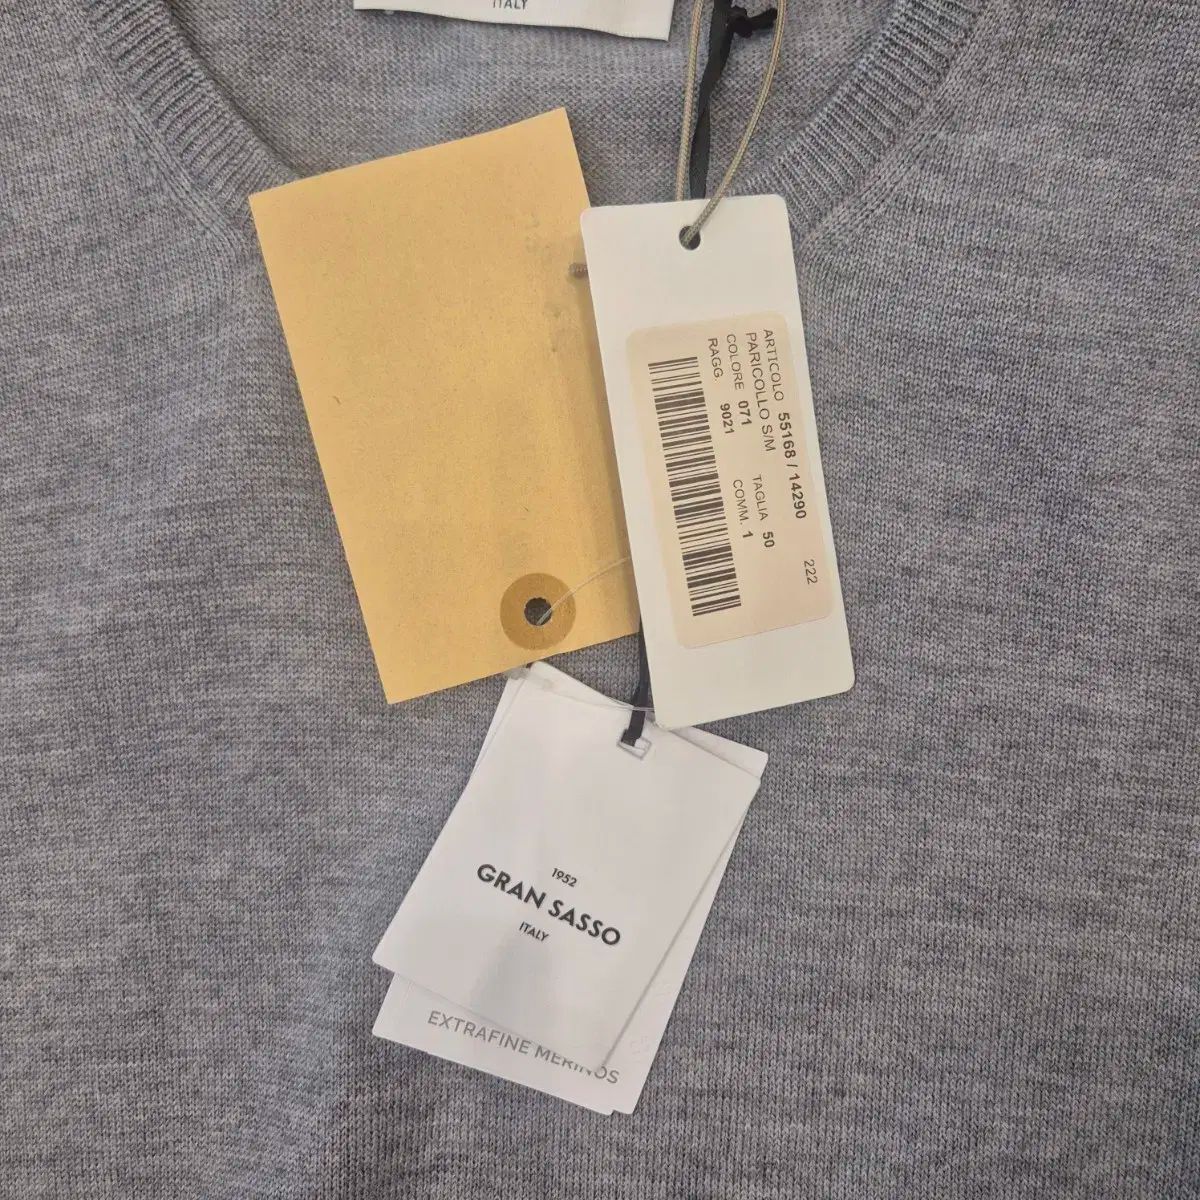 ITALY
ARTICOLO 55168 / 14290 222
PARICOLLO S/M
COLORE 071 TAGLIA 50
RAGG. 9021 COMM. 1
1952
GRAN SASSO
ITALY
EXTRAFINE MERINOS